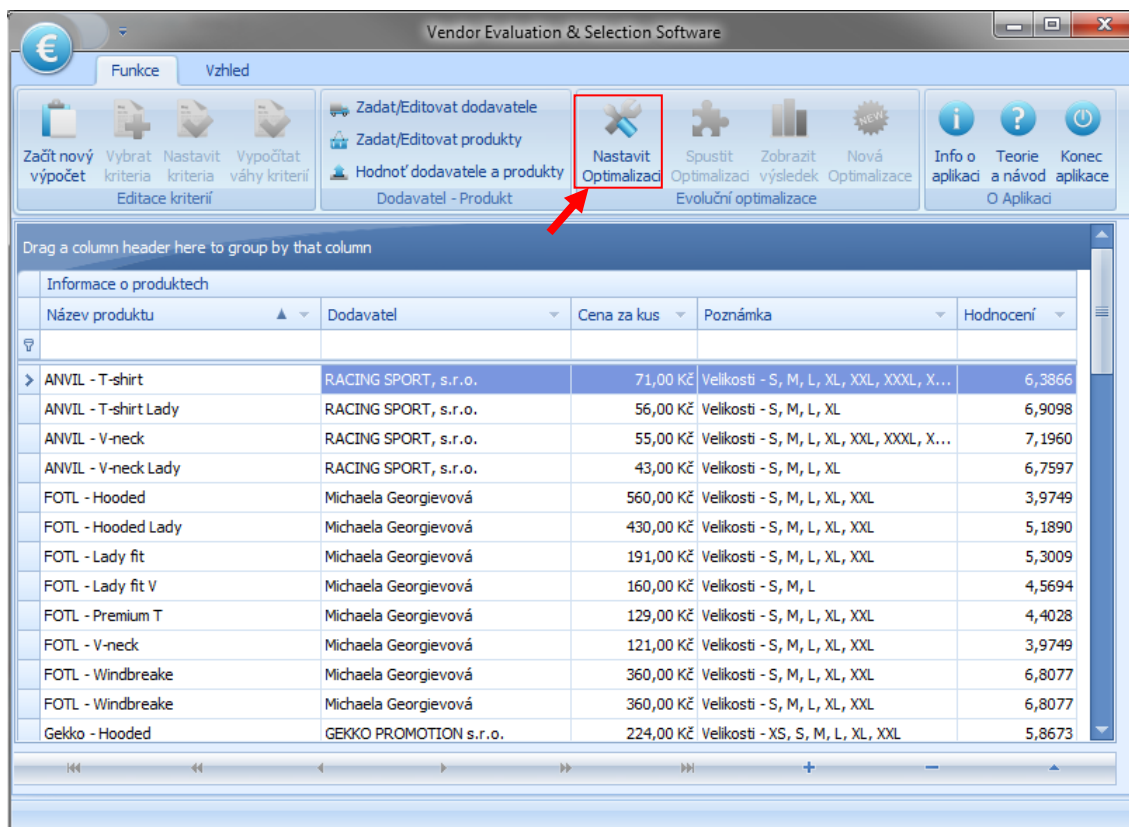 Vendor Evaluation & Selection Software
€
Funkce Vzhled
Začít nový výpočet
Vybrat kriteria
Nastavit kriteria
Vypočítat váhy kriterií
Editace kriterií
Zadat/Editovat dodavatele
Zadat/Editovat produkty
Hodnoť dodavatele a produkty
Dodavatel - Produkt
Nastavit Optimalizaci
Spustit Optimalizaci
Zobrazit výsledek
NEW
Nová Optimalizace
Evoluční optimalizace
Info o aplikaci
Teorie a návod
Konec aplikace
O Aplikaci
Drag a column header here to group by that column
Informace o produktech
Název produktu Dodavatel Cena za kus Poznámka Hodnocení
ANVIL - T-shirt RACING SPORT, s.r.o. 71,00 Kč Velikosti - S, M, L, XL, XXL, XXXL, X... 6,3866
ANVIL - T-shirt Lady RACING SPORT, s.r.o. 56,00 Kč Velikosti - S, M, L, XL 6,9098
ANVIL - V-neck RACING SPORT, s.r.o. 55,00 Kč Velikosti - S, M, L, XL, XXL, XXXL, X... 7,1960
ANVIL - V-neck Lady RACING SPORT, s.r.o. 43,00 Kč Velikosti - S, M, L, XL 6,7597
FOTL - Hooded Michaela Georgievová 560,00 Kč Velikosti - S, M, L, XL, XXL 3,9749
FOTL - Hooded Lady Michaela Georgievová 430,00 Kč Velikosti - S, M, L, XL, XXL 5,1890
FOTL - Lady fit Michaela Georgievová 191,00 Kč Velikosti - S, M, L, XL, XXL 5,3009
FOTL - Lady fit V Michaela Georgievová 160,00 Kč Velikosti - S, M, L 4,5694
FOTL - Premium T Michaela Georgievová 129,00 Kč Velikosti - S, M, L, XL, XXL 4,4028
FOTL - V-neck Michaela Georgievová 121,00 Kč Velikosti - S, M, L, XL, XXL 3,9749
FOTL - Windbreake Michaela Georgievová 360,00 Kč Velikosti - S, M, L, XL, XXL 6,8077
FOTL - Windbreake Michaela Georgievová 360,00 Kč Velikosti - S, M, L, XL, XXL 6,8077
Gekko - Hooded GEKKO PROMOTION s.r.o. 224,00 Kč Velikosti - XS, S, M, L, XL, XXL 5,8673